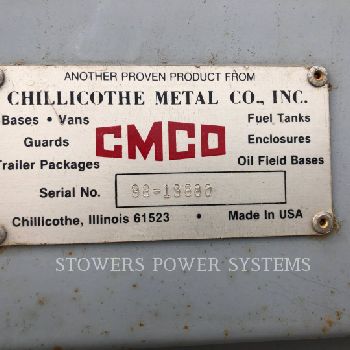 ANOTHER PROVEN PRODUCT FROM
CHILLICOTHE METAL CO., INC.
Bases • Vans
Guards
Trailer Packages
CMCO
Fuel Tanks
Enclosures
Oil Field Bases
Serial No.
Chillicothe, Illinois 61523 • Made In USA
STOWERS POWER SYSTEMS